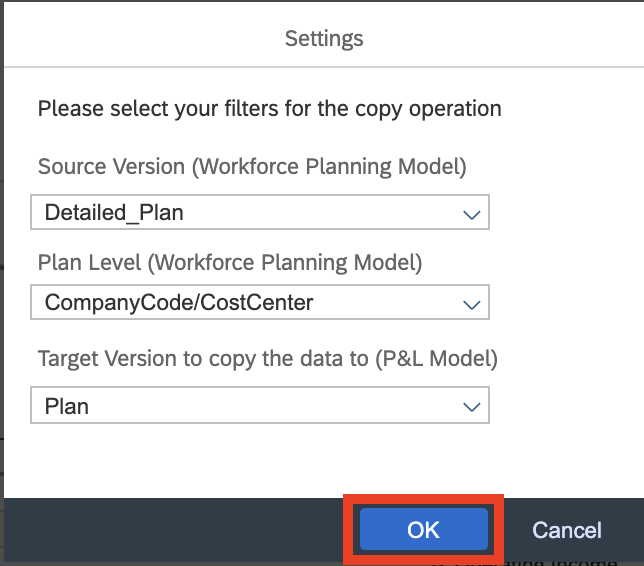 Settings
Please select your filters for the copy operation
Source Version (Workforce Planning Model)
Detailed_Plan
Plan Level (Workforce Planning Model)
CompanyCode/CostCenter
Target Version to copy the data to (P&L Model)
Plan
OK
Cancel